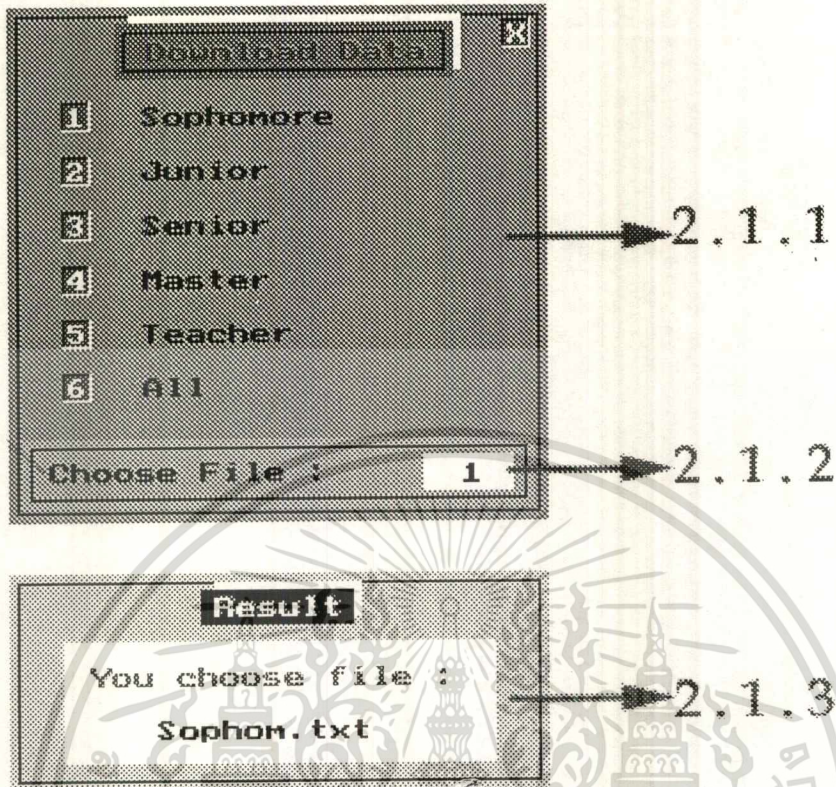 Download Data
X
1 Sophomore
2 Junior
3 Senior
2.1.1
4 Master
5 Teacher
6 All
Choose File : 1
2.1.2
Result
You choose file :
2.1.3
Sophom.txt